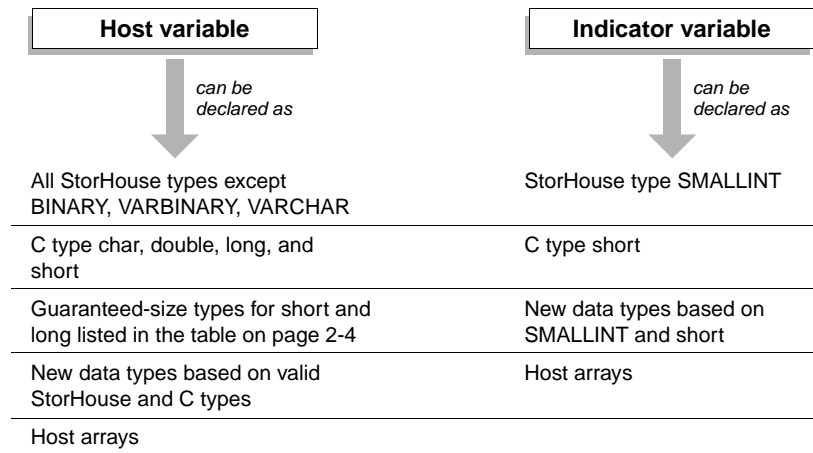 Host variable
can be
declared as
All StorHouse types except
BINARY, VARBINARY, VARCHAR
C type char, double, long, and
short
Guaranteed-size types for short and
long listed in the table on page 2-4
New data types based on valid
StorHouse and C types
Host arrays
Indicator variable
can be
declared as
StorHouse type SMALLINT
C type short
New data types based on
SMALLINT and short
Host arrays